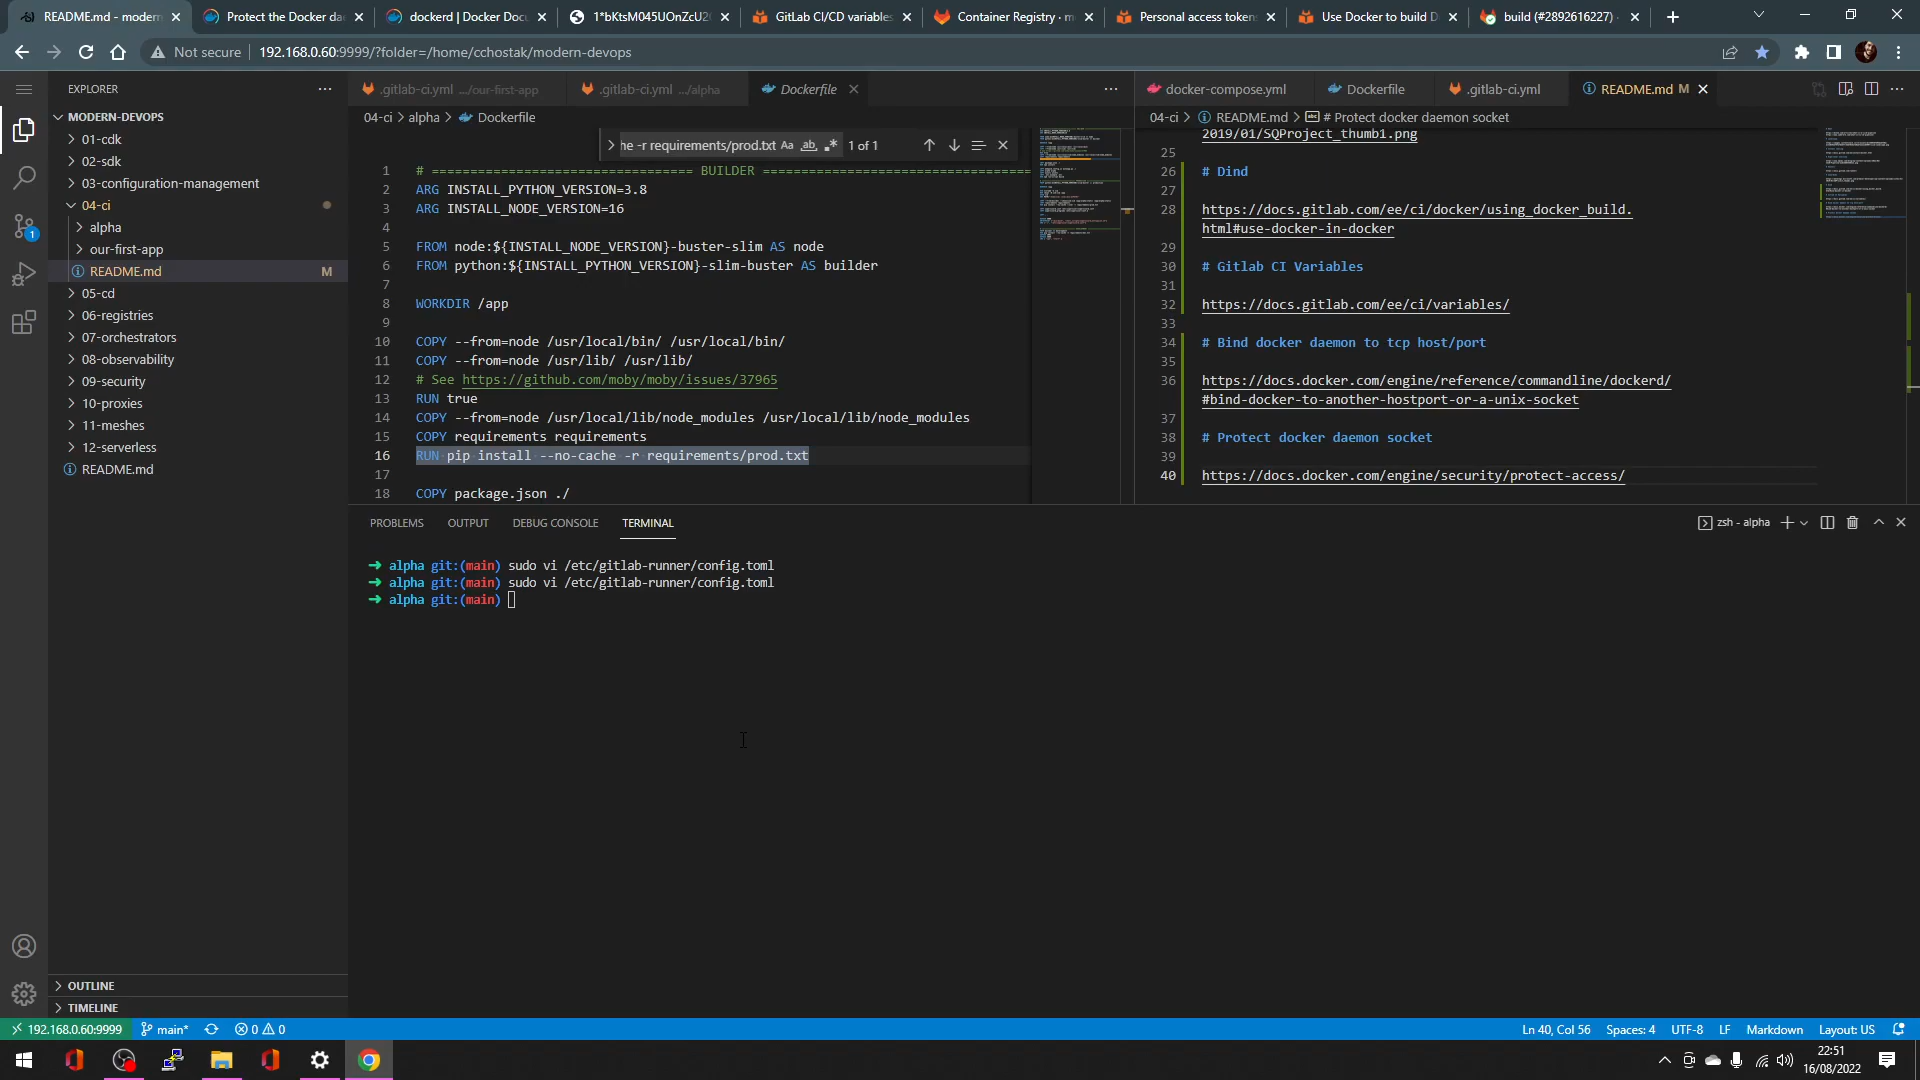 README.md - modern
Protect the Docker da
dockerd | Docker Doc
1*bKtsM045UOnZcU2
GitLab CI/CD variables
Container Registry · m
Personal access token
Use Docker to build D
build (#2892616227) ·
Not secure
192.168.0.60:9999/?folder=/home/cchostak/modern-devops
EXPLORER
MODERN-DEVOPS
01-cdk
02-sdk
03-configuration-management
04-ci
alpha
our-first-app
README.md M
05-cd
06-registries
07-orchestrators
08-observability
09-security
10-proxies
11-meshes
12-serverless
README.md
OUTLINE
TIMELINE
1
.gitlab-ci.yml .../our-first-app
.gitlab-ci.yml .../alpha
Dockerfile
04-ci > alpha > Dockerfile
he -r requirements/prod.txt Aa ab 1 of 1
1 # ================================== BUILDER ===================================
2 ARG INSTALL_PYTHON_VERSION=3.8
3 ARG INSTALL_NODE_VERSION=16
4
5 FROM node:${INSTALL_NODE_VERSION}-buster-slim AS node
6 FROM python:${INSTALL_PYTHON_VERSION}-slim-buster AS builder
7
8 WORKDIR /app
9
10 COPY --from=node /usr/local/bin/ /usr/local/bin/
11 COPY --from=node /usr/lib/ /usr/lib/
12 # See https://github.com/moby/moby/issues/37965
13 RUN true
14 COPY --from=node /usr/local/lib/node_modules /usr/local/lib/node_modules
15 COPY requirements requirements
16 RUN pip install --no-cache -r requirements/prod.txt
17
18 COPY package.json ./
docker-compose.yml
Dockerfile
.gitlab-ci.yml
README.md M
04-ci > README.md > # Protect docker daemon socket
2019/01/SQProject_thumb1.png
25
26 # Dind
27
28 https://docs.gitlab.com/ee/ci/docker/using_docker_build.
html#use-docker-in-docker
29
30 # Gitlab CI Variables
31
32 https://docs.gitlab.com/ee/ci/variables/
33
34 # Bind docker daemon to tcp host/port
35
36 https://docs.docker.com/engine/reference/commandline/dockerd/
#bind-docker-to-another-hostport-or-a-unix-socket
37
38 # Protect docker daemon socket
39
40 https://docs.docker.com/engine/security/protect-access/
PROBLEMS OUTPUT DEBUG CONSOLE TERMINAL
zsh - alpha
➜ alpha git:(main) sudo vi /etc/gitlab-runner/config.toml
➜ alpha git:(main) sudo vi /etc/gitlab-runner/config.toml
➜ alpha git:(main)
192.168.0.60:9999 main* 0 0
Ln 40, Col 56 Spaces: 4 UTF-8 LF Markdown Layout: US
22:51
16/08/2022